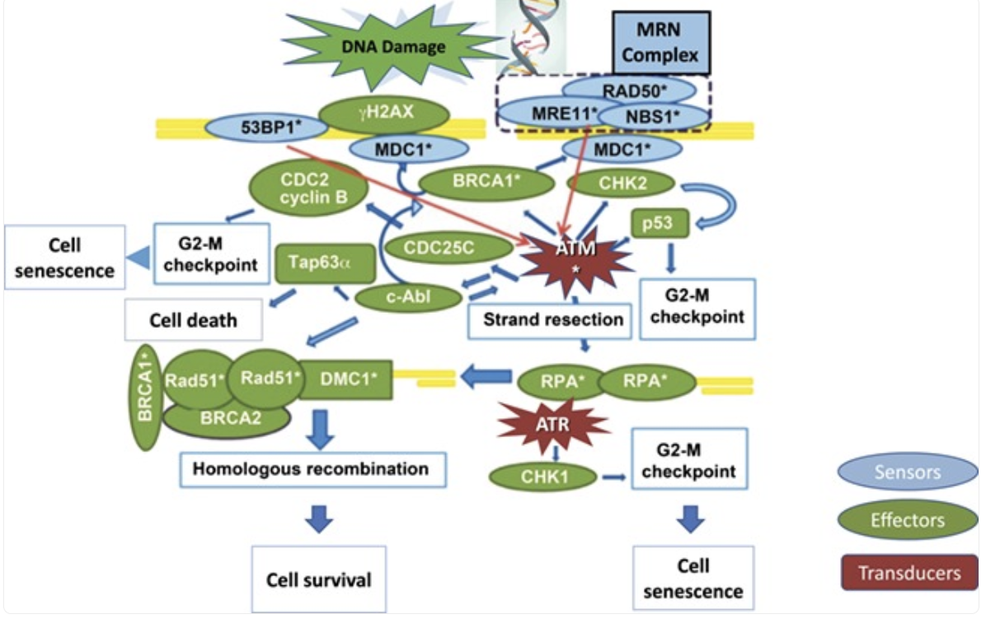 DNA Damage
MRN
Complex
RAD50*
MRE11*
NBS1*
γH2AX
53BP1*
MDC1*
MDC1*
CDC2
cyclin B
BRCA1*
CHK2
p53
Cell
senescence
G2-M
checkpoint
Tap63α
CDC25C
ATM
*
c-Abl
G2-M
checkpoint
Cell death
Strand resection
BRCA1*
Rad51*
Rad51*
DMC1*
BRCA2
RPA*
RPA*
ATR
Homologous recombination
CHK1
G2-M
checkpoint
Cell survival
Cell
senescence
Sensors
Effectors
Transducers